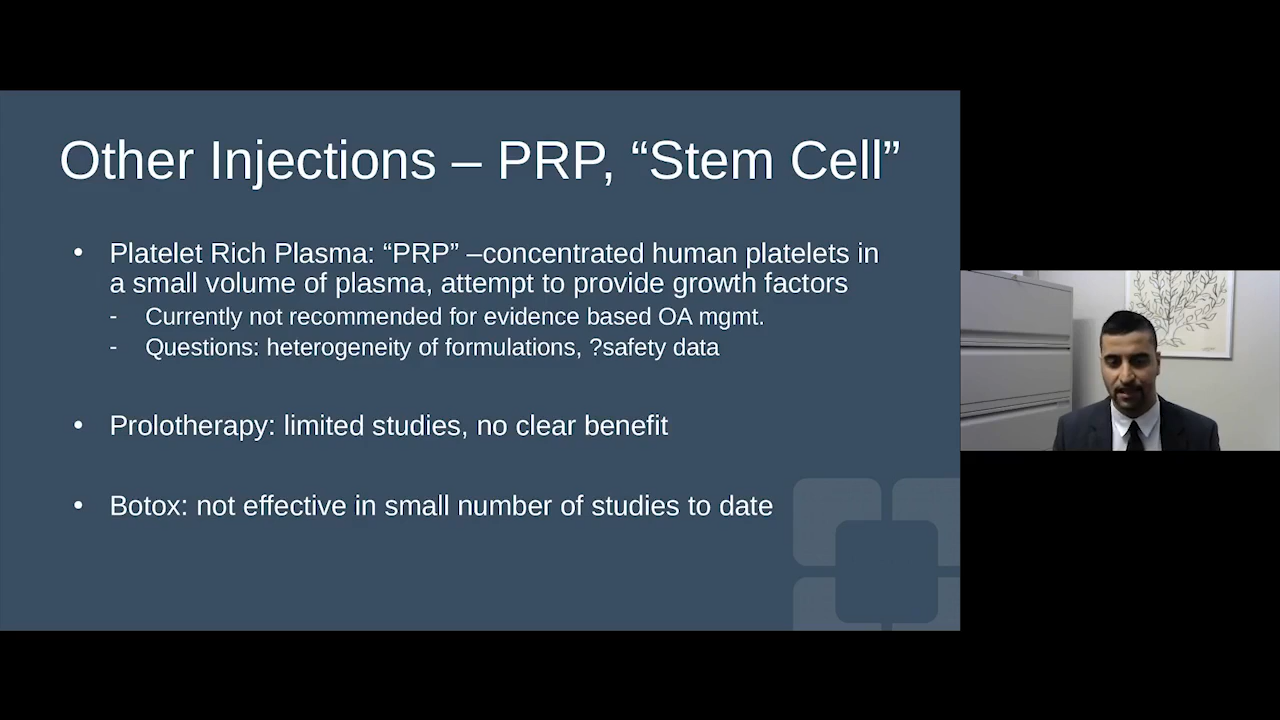 Other Injections – PRP, “Stem Cell”
• Platelet Rich Plasma: “PRP” –concentrated human platelets in
a small volume of plasma, attempt to provide growth factors
- Currently not recommended for evidence based OA mgmt.
- Questions: heterogeneity of formulations, ?safety data
• Prolotherapy: limited studies, no clear benefit
• Botox: not effective in small number of studies to date